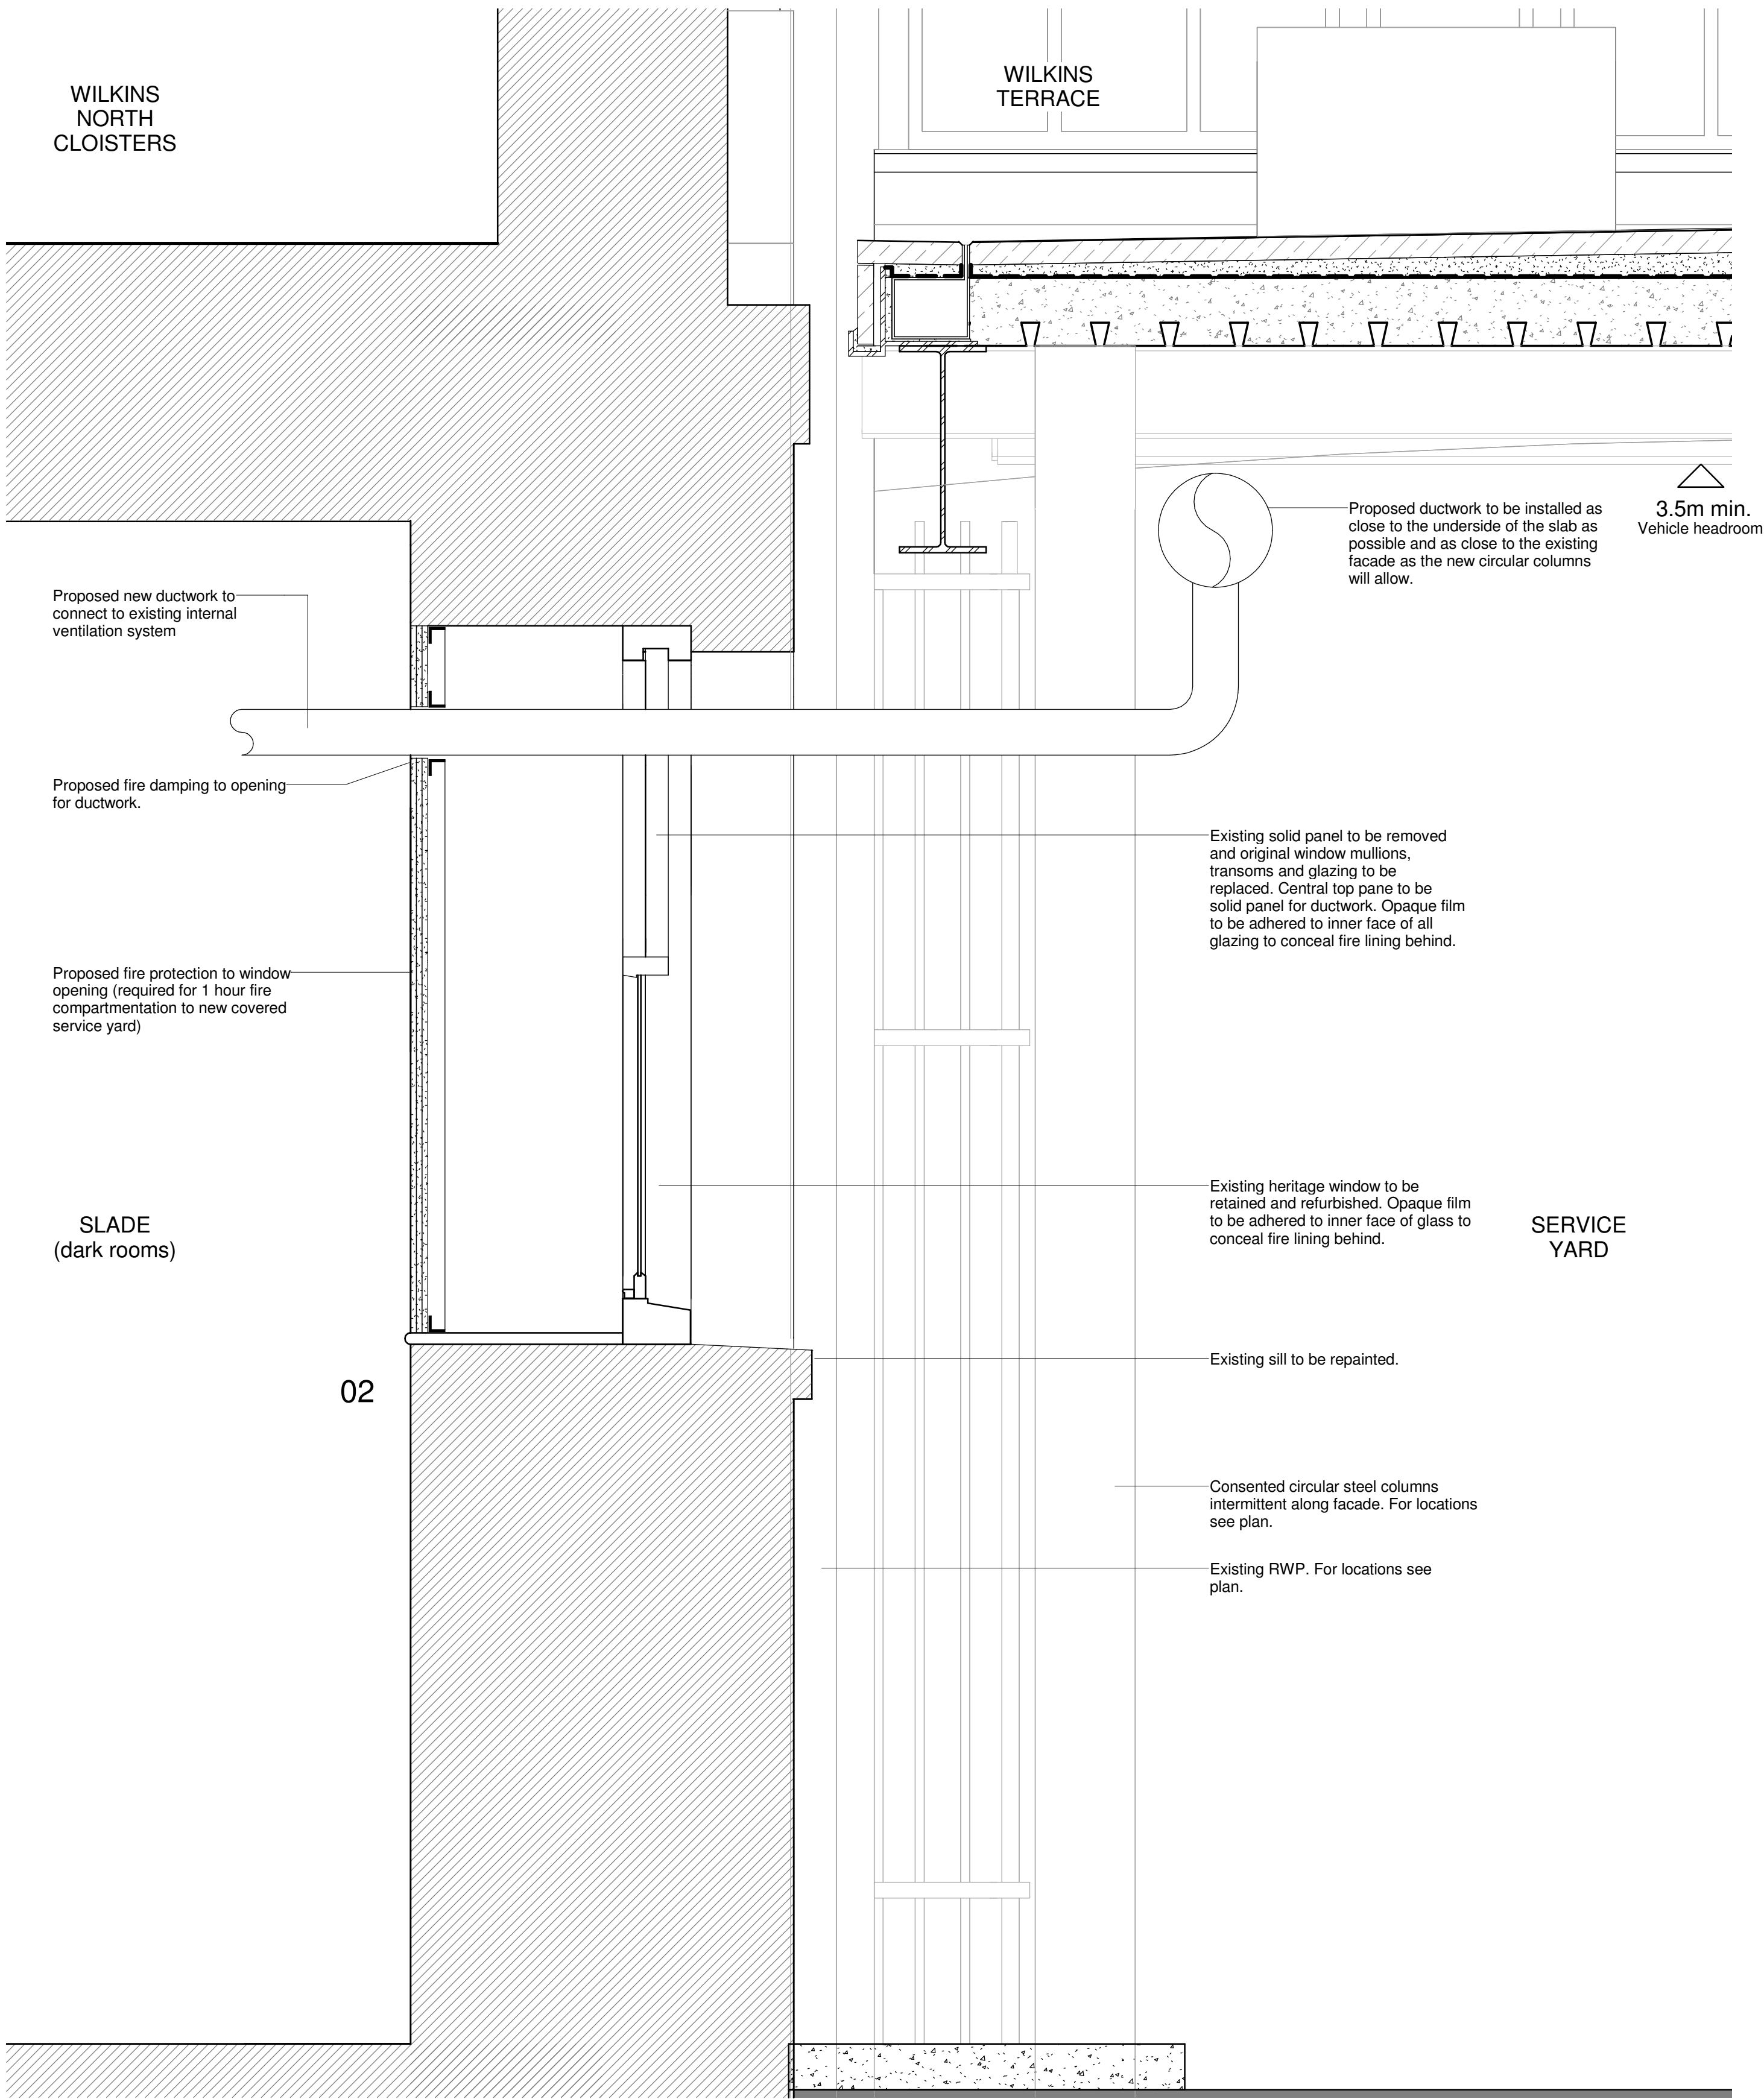 WILKINS
NORTH
CLOISTERS
WILKINS
TERRACE
Proposed ductwork to be installed as
close to the underside of the slab as
possible and as close to the existing
facade as the new circular columns
will allow.
3.5m min.
Vehicle headroom
Proposed new ductwork to
connect to existing internal
ventilation system
Proposed fire damping to opening
for ductwork.
Existing solid panel to be removed
and original window mullions,
transoms and glazing to be
replaced. Central top pane to be
solid panel for ductwork. Opaque film
to be adhered to inner face of all
glazing to conceal fire lining behind.
Proposed fire protection to window
opening (required for 1 hour fire
compartmentation to new covered
service yard)
Existing heritage window to be
retained and refurbished. Opaque film
to be adhered to inner face of glass to
conceal fire lining behind.
SLADE
(dark rooms)
SERVICE
YARD
Existing sill to be repainted.
02
Consented circular steel columns
intermittent along facade. For locations
see plan.
Existing RWP. For locations see
plan.